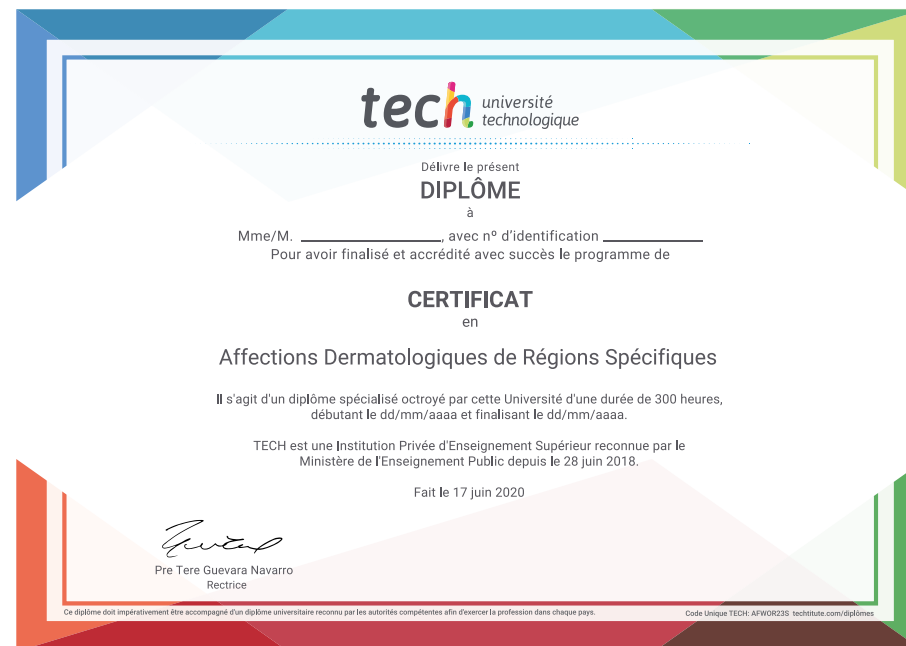 tech université
technologique
Délivre le présent
DIPLÔME
à
Mme/M. ____________________, avec nº d'identification ______________
Pour avoir finalisé et accrédité avec succès le programme de
CERTIFICAT
en
Affections Dermatologiques de Régions Spécifiques
Il s'agit d'un diplôme spécialisé octroyé par cette Université d'une durée de 300 heures,
débutant le dd/mm/aaaa et finalisant le dd/mm/aaaa.
TECH est une Institution Privée d'Enseignement Supérieur reconnue par le
Ministère de l'Enseignement Public depuis le 28 juin 2018.
Fait le 17 juin 2020
Pre Tere Guevara Navarro
Rectrice
Ce diplôme doit impérativement être accompagné d'un diplôme universitaire reconnu par les autorités compétentes afin d'exercer la profession dans chaque pays.
Code Unique TECH: AFWOR23S techtitute.com/diplômes